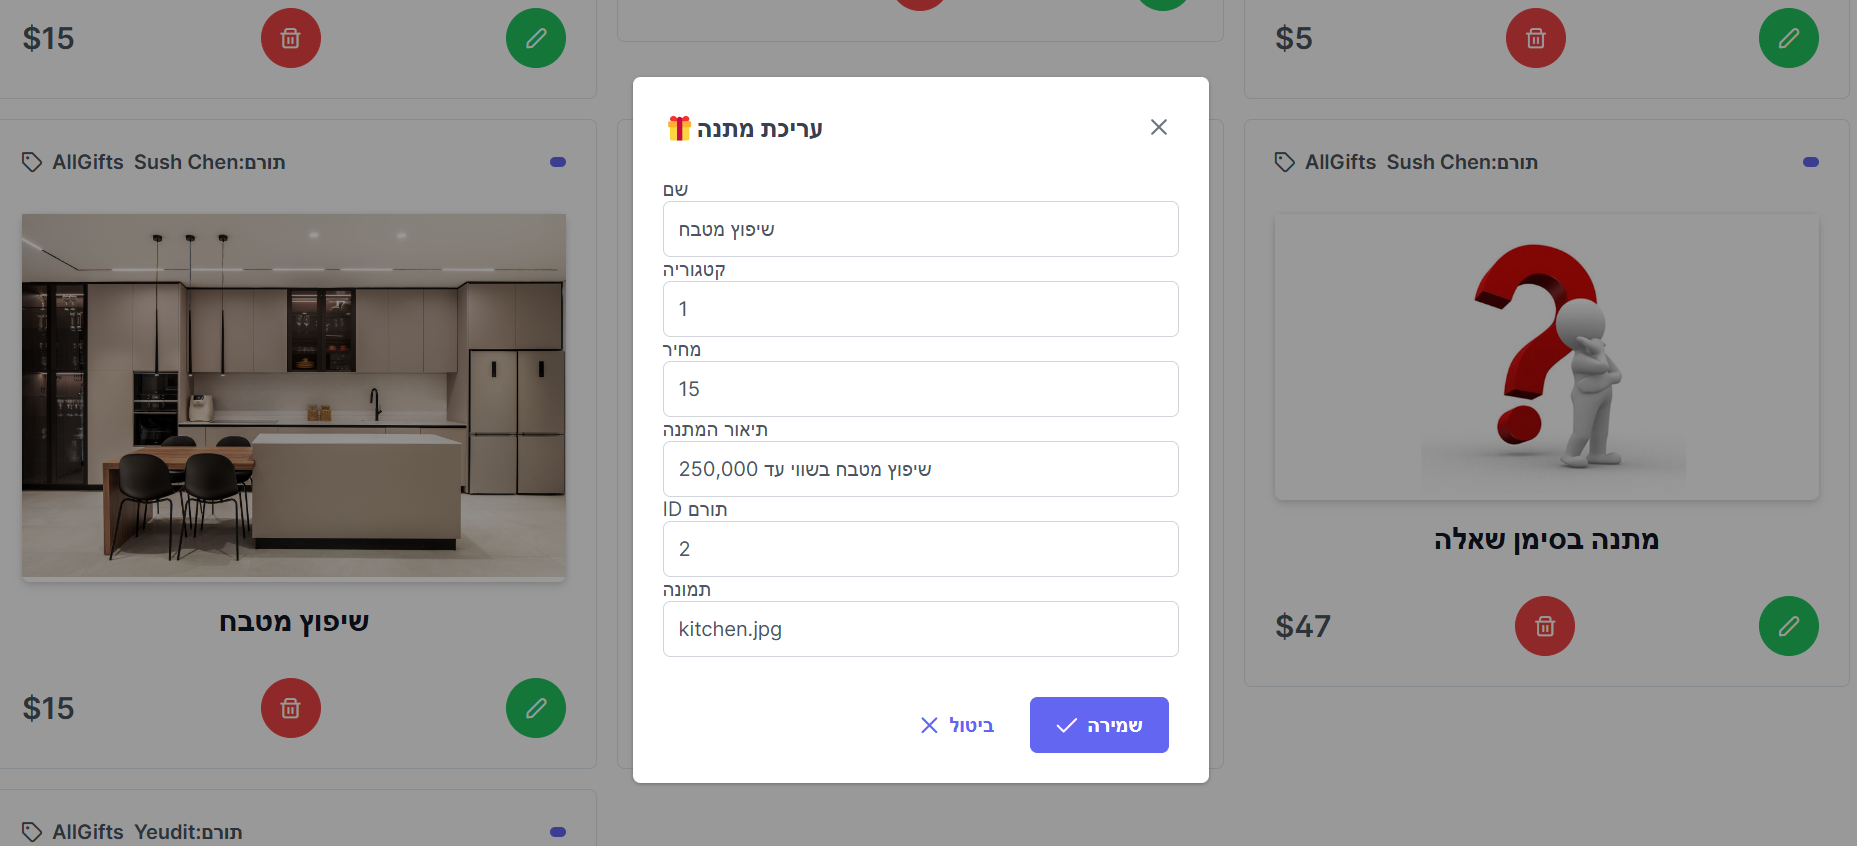 $15
$5
AllGifts Sush Chen:תורם
שיפוץ מטבח
$15
AllGifts Yeudit:תורם
עריכת מתנה🎁
שם
שיפוץ מטבח
קטגוריה
1
מחיר
15
תיאור המתנה
שיפוץ מטבח בשווי עד 250,000
תורם ID
2
תמונה
kitchen.jpg
ביטול
שמירה
AllGifts Sush Chen:תורם
מתנה בסימן שאלה
$47